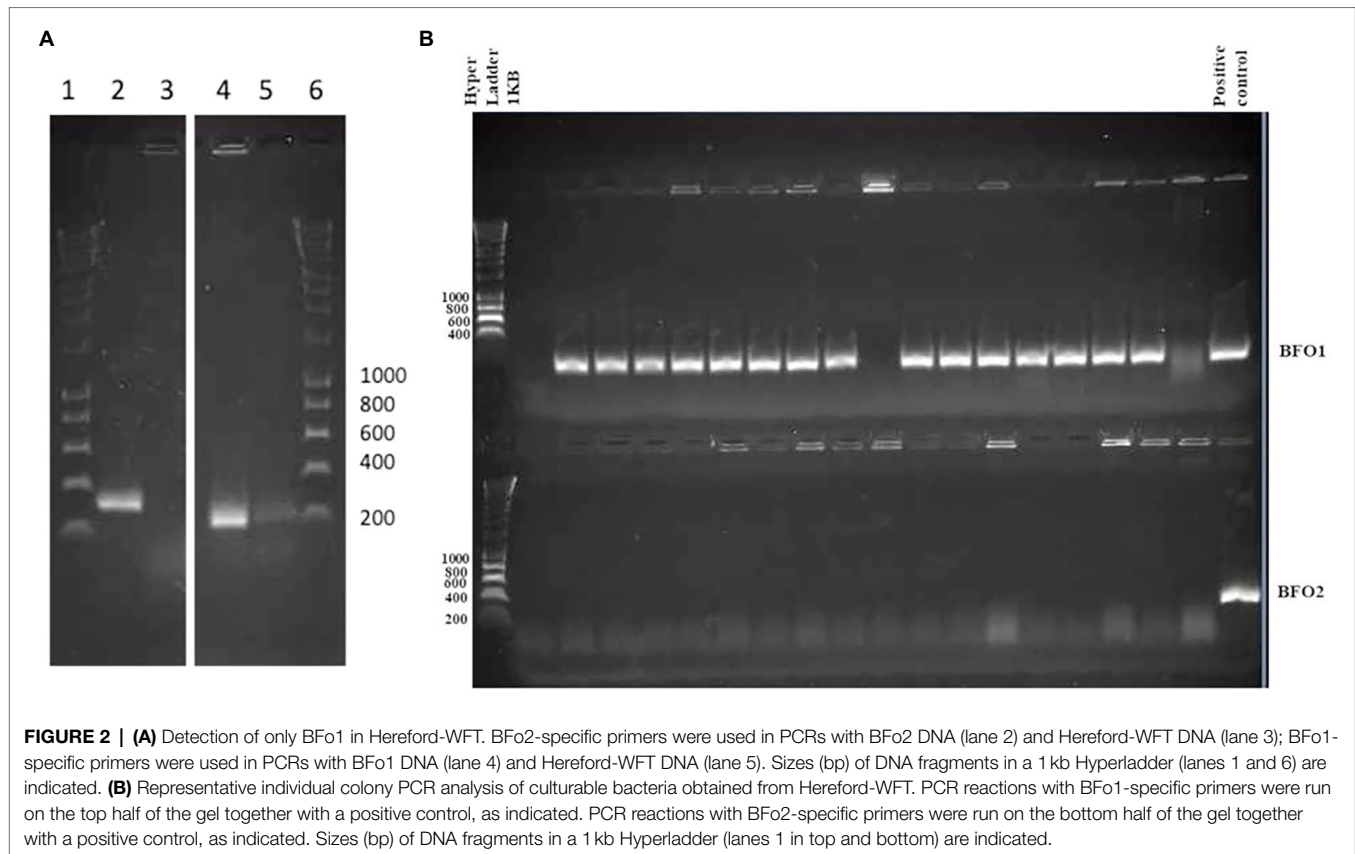 A
B
1 2 3 4 5 6
Hyper
Ladder
1KB
Positive
control
1000
800
600
400
200
1000
800
600
400
BFO1
1000
800
600
400
200
BFO2
FIGURE 2 | (A) Detection of only BFo1 in Hereford-WFT. BFo2-specific primers were used in PCRs with BFo2 DNA (lane 2) and Hereford-WFT DNA (lane 3); BFo1-
specific primers were used in PCRs with BFo1 DNA (lane 4) and Hereford-WFT DNA (lane 5). Sizes (bp) of DNA fragments in a 1 kb Hyperladder (lanes 1 and 6) are
indicated. (B) Representative individual colony PCR analysis of culturable bacteria obtained from Hereford-WFT. PCR reactions with BFo1-specific primers were run
on the top half of the gel together with a positive control, as indicated. PCR reactions with BFo2-specific primers were run on the bottom half of the gel together
with a positive control, as indicated. Sizes (bp) of DNA fragments in a 1 kb Hyperladder (lanes 1 in top and bottom) are indicated.